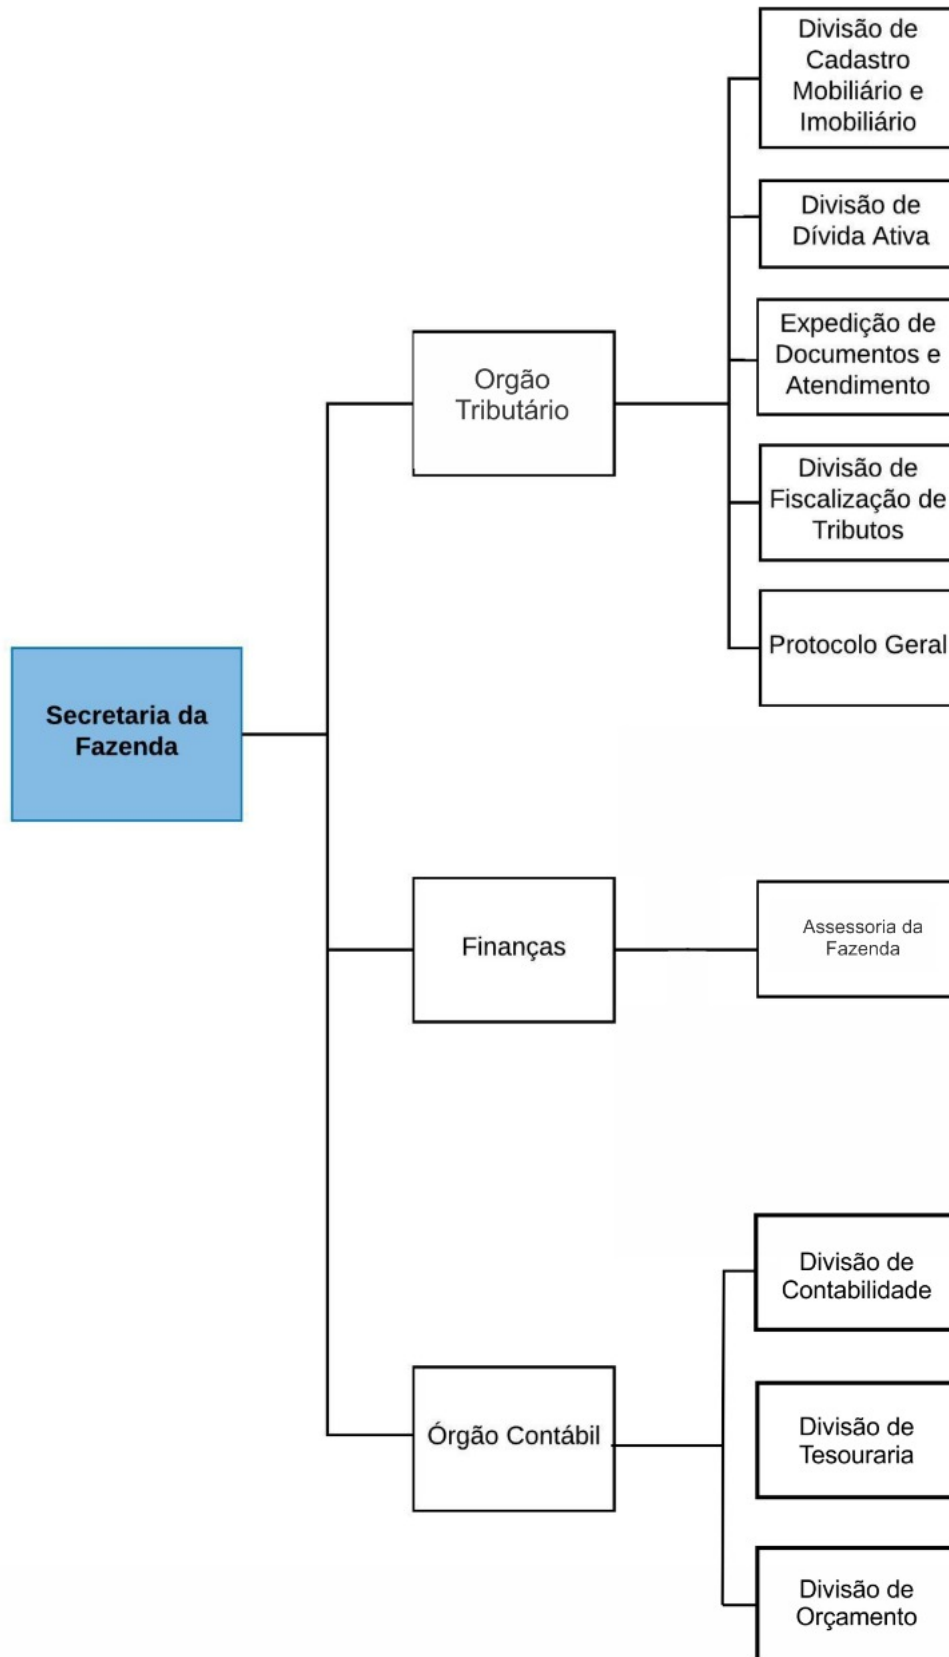 Divisão de
Cadastro
Mobiliário e
Imobiliário
Divisão de
Dívida Ativa
Expedição de
Documentos e
Atendimento
Orgão
Tributário
Divisão de
Fiscalização de
Tributos
Protocolo Geral
Secretaria da
Fazenda
Finanças
Assessoria da
Fazenda
Divisão de
Contabilidade
Órgão Contábil
Divisão de
Tesouraria
Divisão de
Orçamento